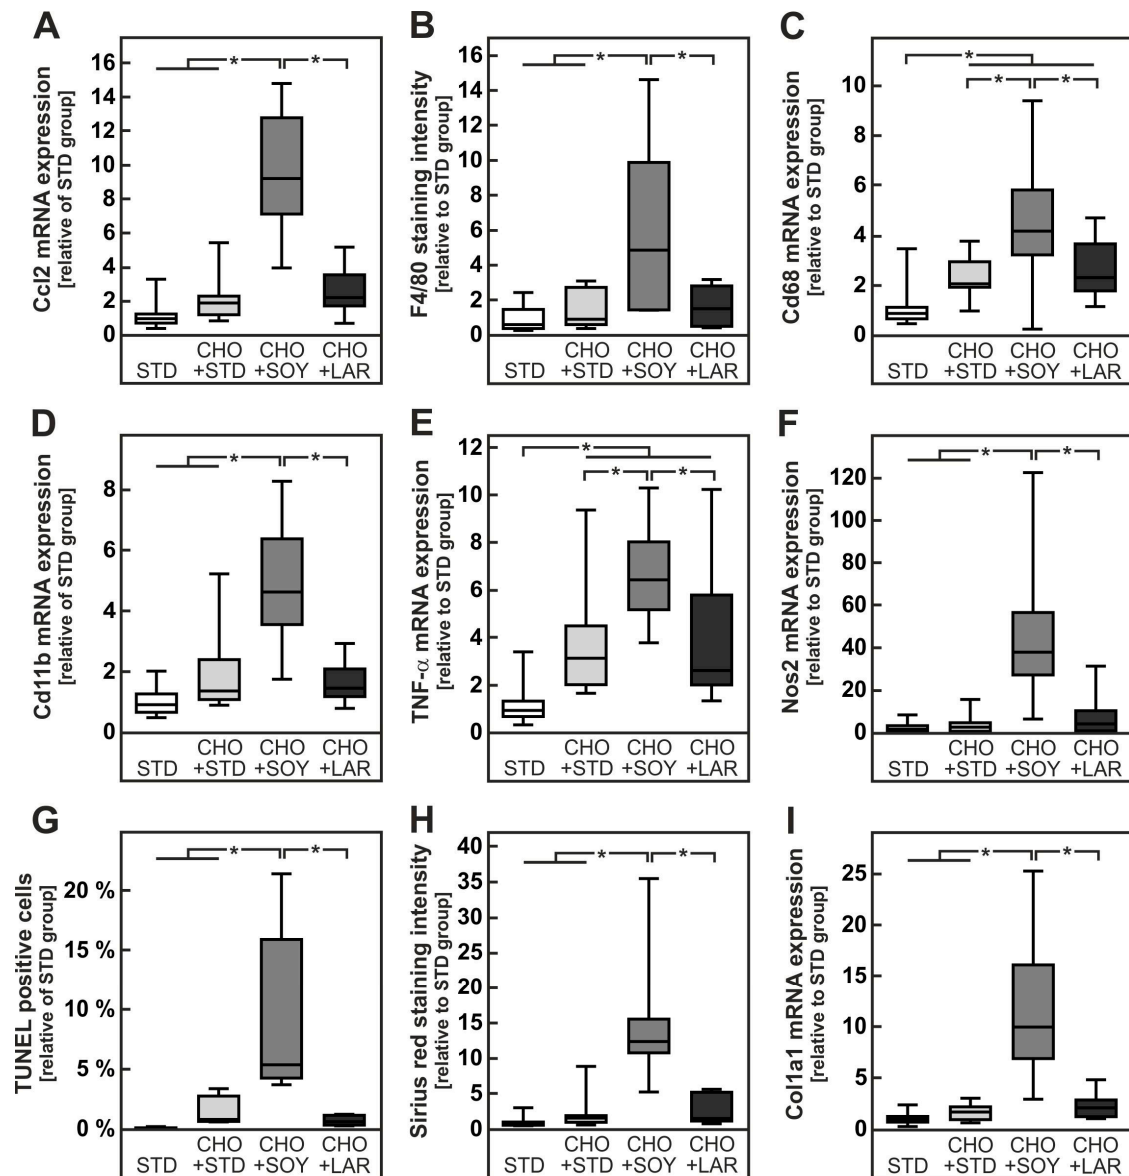 A
Ccl2 mRNA expression
[relative of STD group]
16
14
12
10
8
6
4
2
0
* *
STD
CHO
+STD
CHO
+SOY
CHO
+LAR
B
F4/80 staining intensity
[relative to STD group]
16
14
12
10
8
6
4
2
0
* *
STD
CHO
+STD
CHO
+SOY
CHO
+LAR
C
Cd68 mRNA expression
[relative to STD group]
10
8
6
4
2
0
*
* *
STD
CHO
+STD
CHO
+SOY
CHO
+LAR
D
Cd11b mRNA expression
[relative of STD group]
8
6
4
2
0
* *
STD
CHO
+STD
CHO
+SOY
CHO
+LAR
E
TNF-α mRNA expression
[relative to STD group]
12
10
8
6
4
2
0
*
* *
STD
CHO
+STD
CHO
+SOY
CHO
+LAR
F
Nos2 mRNA expression
[relative to STD group]
120
100
80
60
40
20
0
* *
STD
CHO
+STD
CHO
+SOY
CHO
+LAR
G
TUNEL positive cells
[relative of STD group]
20 %
15 %
10 %
5 %
0 %
* *
STD
CHO
+STD
CHO
+SOY
CHO
+LAR
H
Sirius red staining intensity
[relative to STD group]
40
35
30
25
20
15
10
5
0
* *
STD
CHO
+STD
CHO
+SOY
CHO
+LAR
I
Col1a1 mRNA expression
[relative to STD group]
25
20
15
10
5
0
* *
STD
CHO
+STD
CHO
+SOY
CHO
+LAR